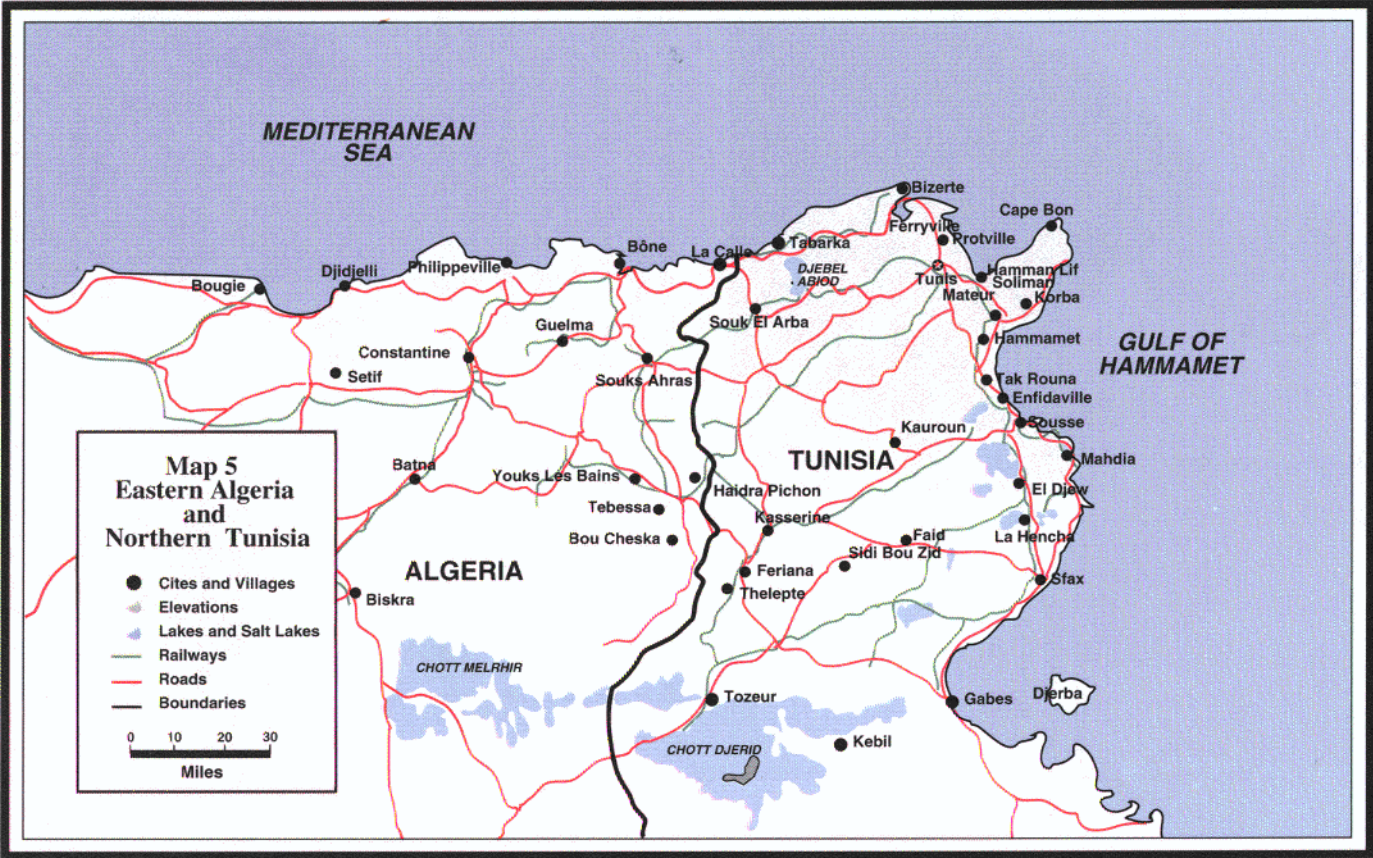 MEDITERRANEAN
SEA
Bizerte
Cape Bon
Ferryville
Protville
Bône
La Calle
Tabarka
DJEBEL
ABIOD
Tunis
Hamman Lif
Soliman
Mateur
Korba
Bougie
Djidjelli
Philippeville
Guelma
Souk El Arba
Hammamet
GULF OF
HAMMAMET
Constantine
Setif
Souks Ahras
Tak Rouna
Enfidaville
Sousse
Kauroun
TUNISIA
Mahdia
Batna
Youks Les Bains
Haidra Pichon
El Djew
Tebessa
Kasserine
Bou Cheska
Faid
La Hencha
Sidi Bou Zid
ALGERIA
Feriana
Thelepte
Sfax
Biskra
CHOTT MELRHIR
Tozeur
Gabes
Djerba
CHOTT DJERID
Kebil
Map 5
Eastern Algeria
and
Northern Tunisia
Cites and Villages
Elevations
Lakes and Salt Lakes
Railways
Roads
Boundaries
0 10 20 30
Miles